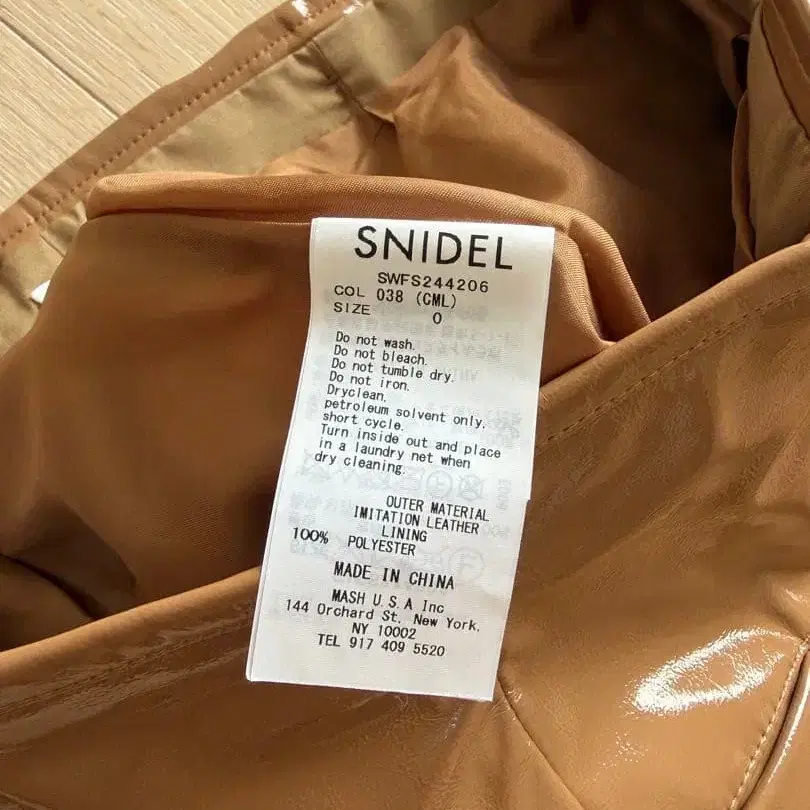 SNIDEL
SWFS244206
COL 038 (CML)
SIZE 0
Do not wash.
Do not bleach.
Do not tumble dry.
Do not iron.
Dryclean.
petroleum solvent only.
short cycle.
Turn inside out and place
in a laundry net when
dry cleaning.
OUTER MATERIAL
IMITATION LEATHER
LINING
100% POLYESTER
MADE IN CHINA
MASH U.S.A Inc
144 Orchard St, New York,
NY 10002
TEL 917 409 5520